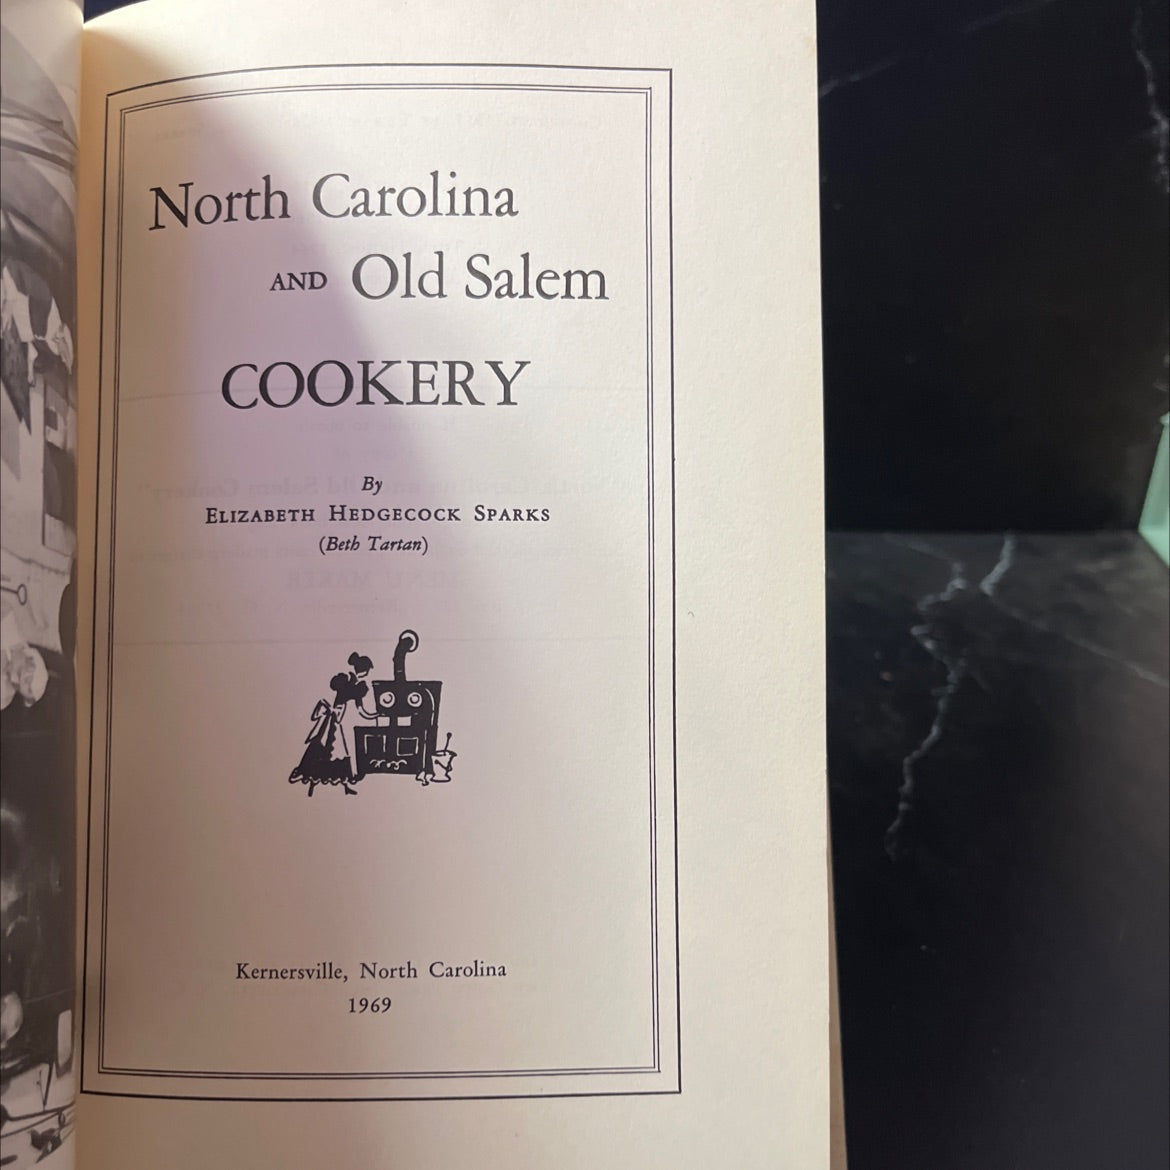 North Carolina
AND Old Salem
COOKERY
By
ELIZABETH HEDGECOCK SPARKS
(Beth Tartan)
Kernersville, North Carolina
1969